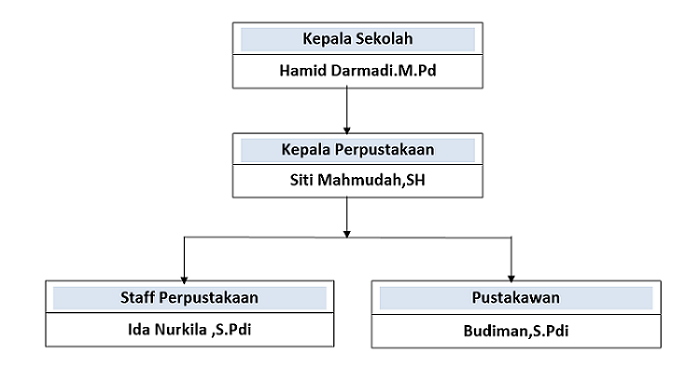 Kepala Sekolah
Hamid Darmadi.M.Pd
Kepala Perpustakaan
Siti Mahmudah,SH
Staff Perpustakaan
Ida Nurkila ,S.Pdi
Pustakawan
Budiman,S.Pdi